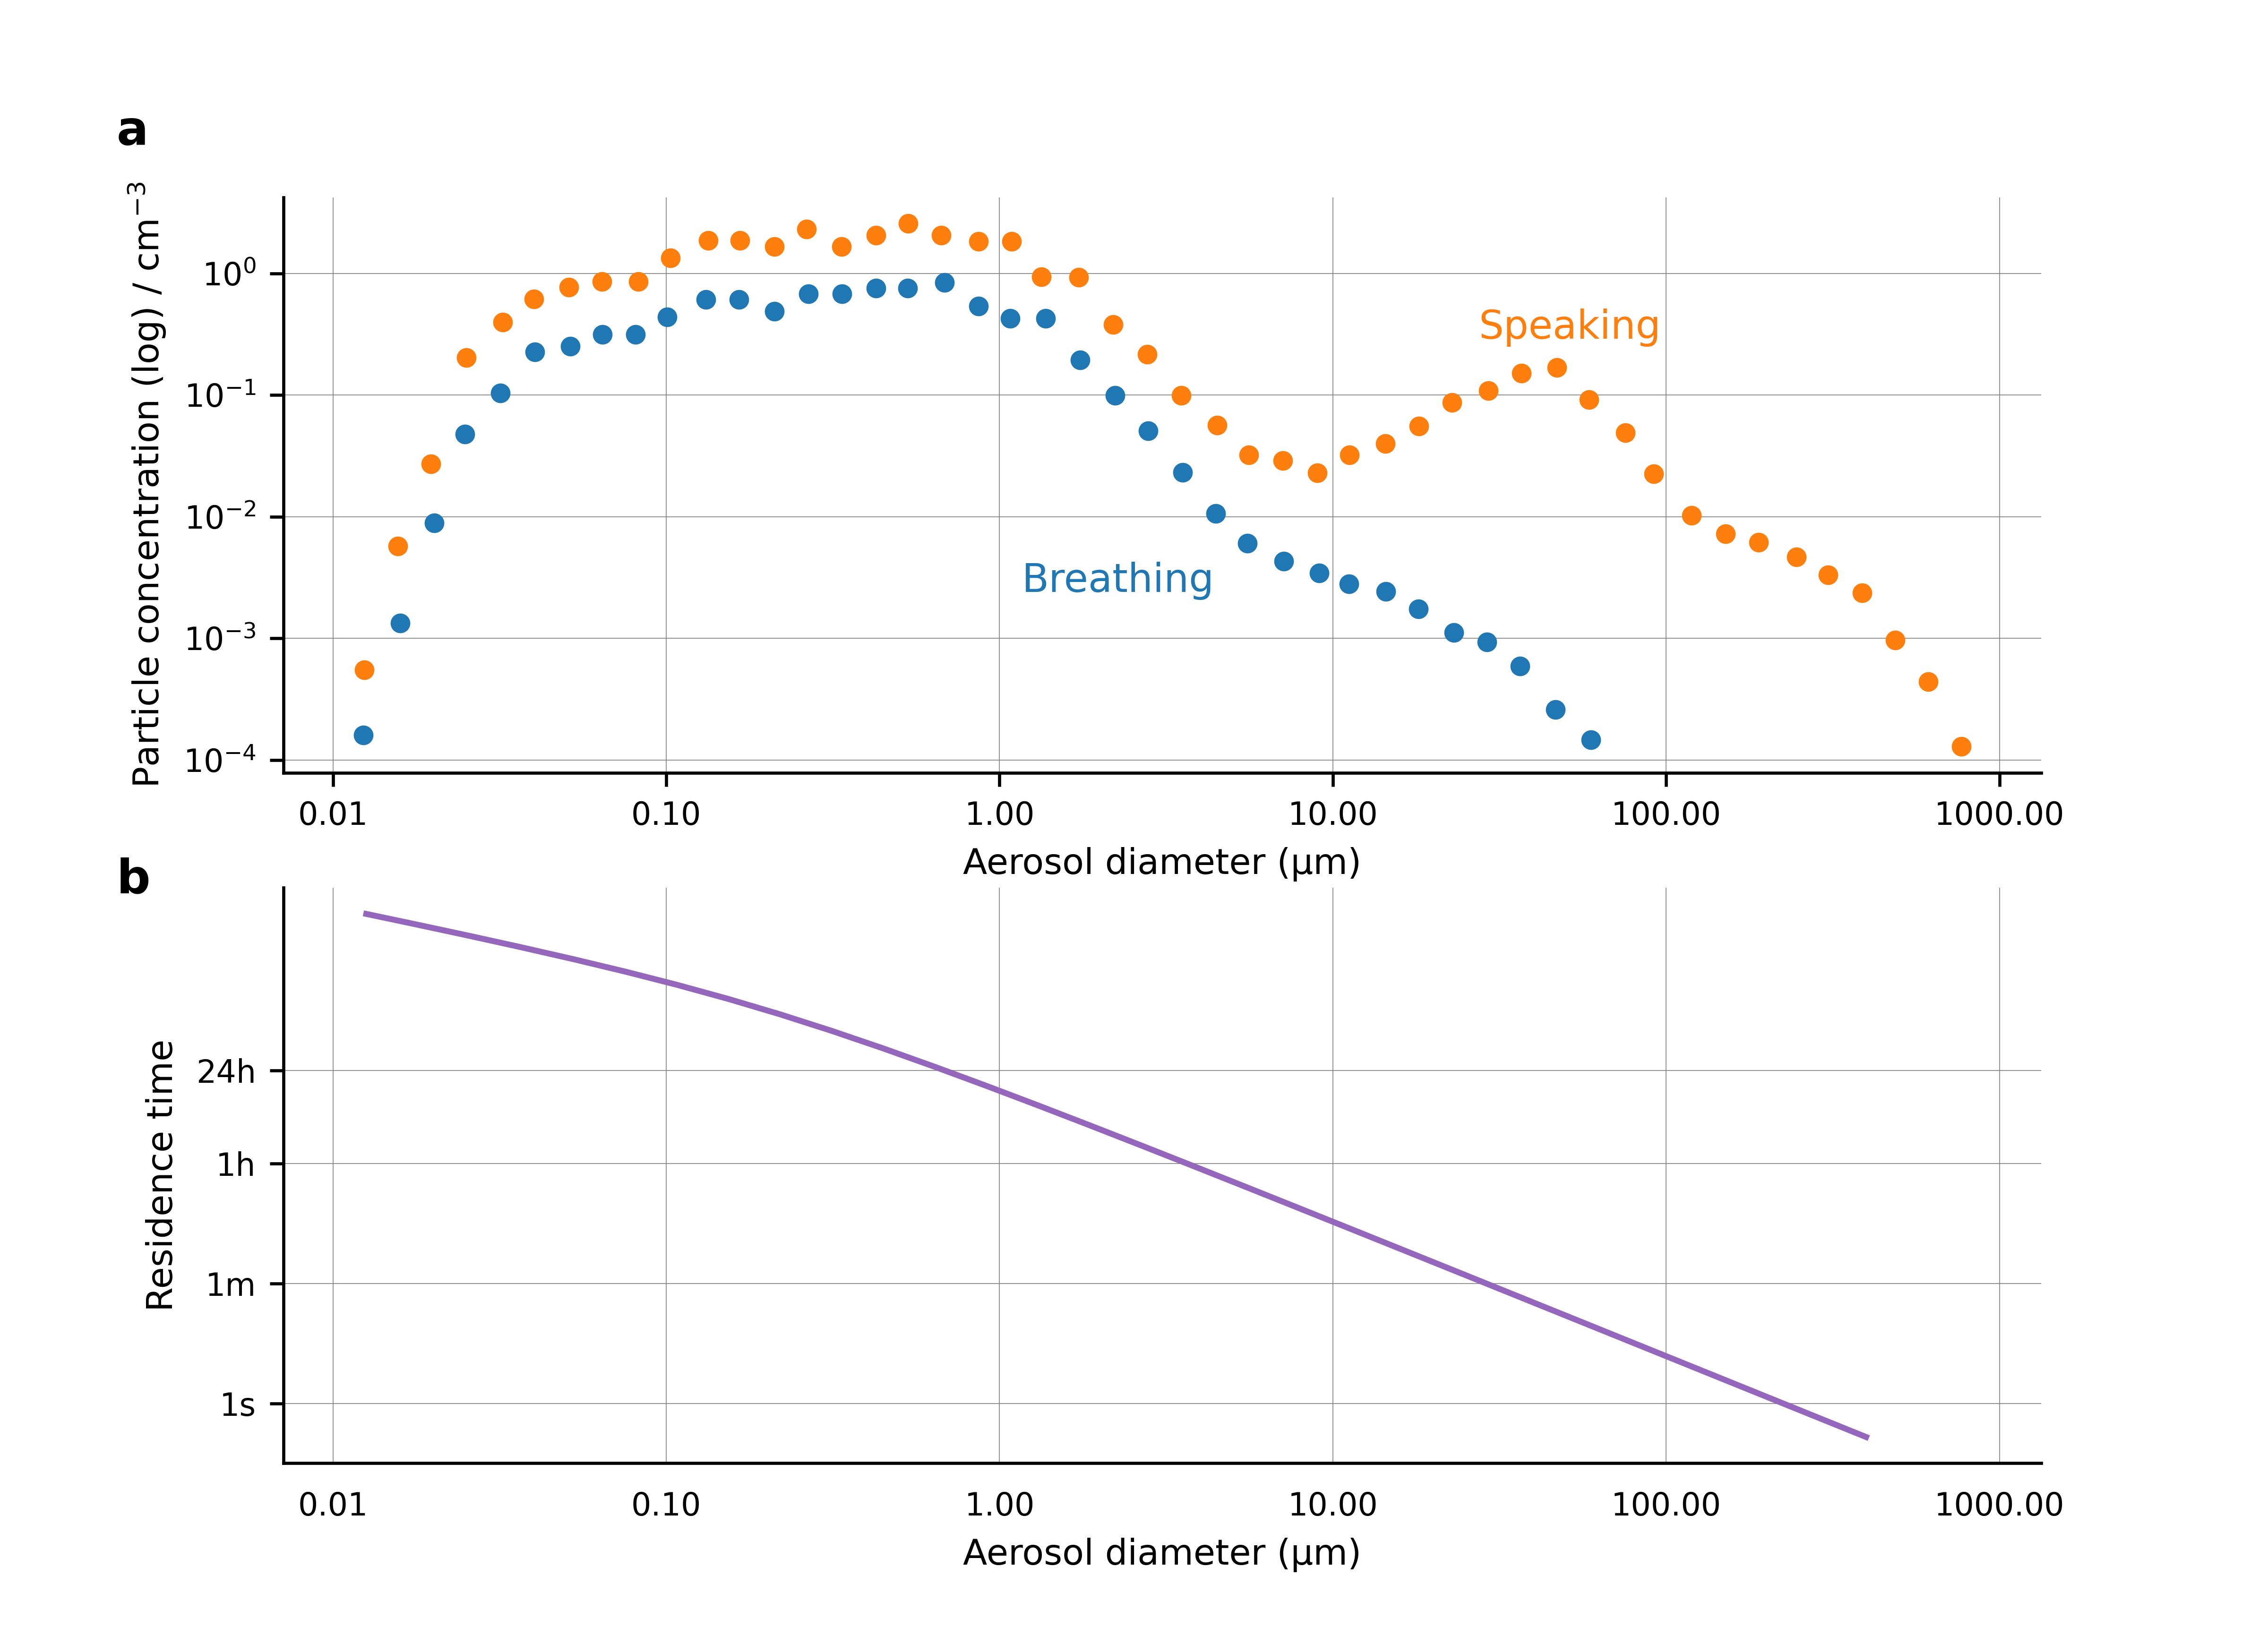 a
Particle concentration (log) / cm⁻³
10⁰
10⁻¹
10⁻²
10⁻³
10⁻⁴
Speaking
Breathing
0.01 0.10 1.00 10.00 100.00 1000.00
Aerosol diameter (μm)
b
Residence time
24h
1h
1m
1s
0.01 0.10 1.00 10.00 100.00 1000.00
Aerosol diameter (μm)